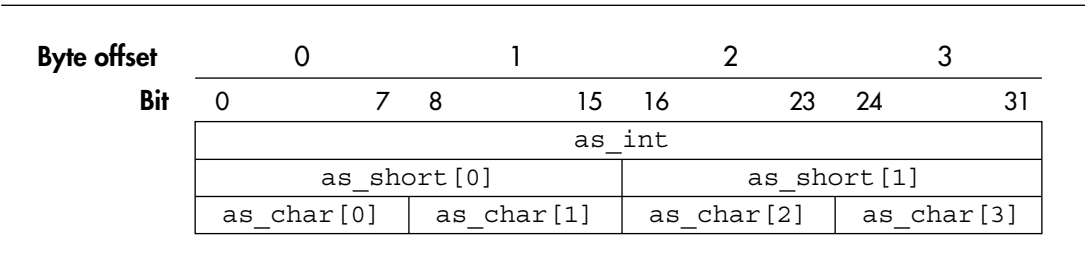 Byte offset 0 1 2 3
Bit 0 7 8 15 16 23 24 31
as_int
as_short[0] as_short[1]
as_char[0] as_char[1] as_char[2] as_char[3]